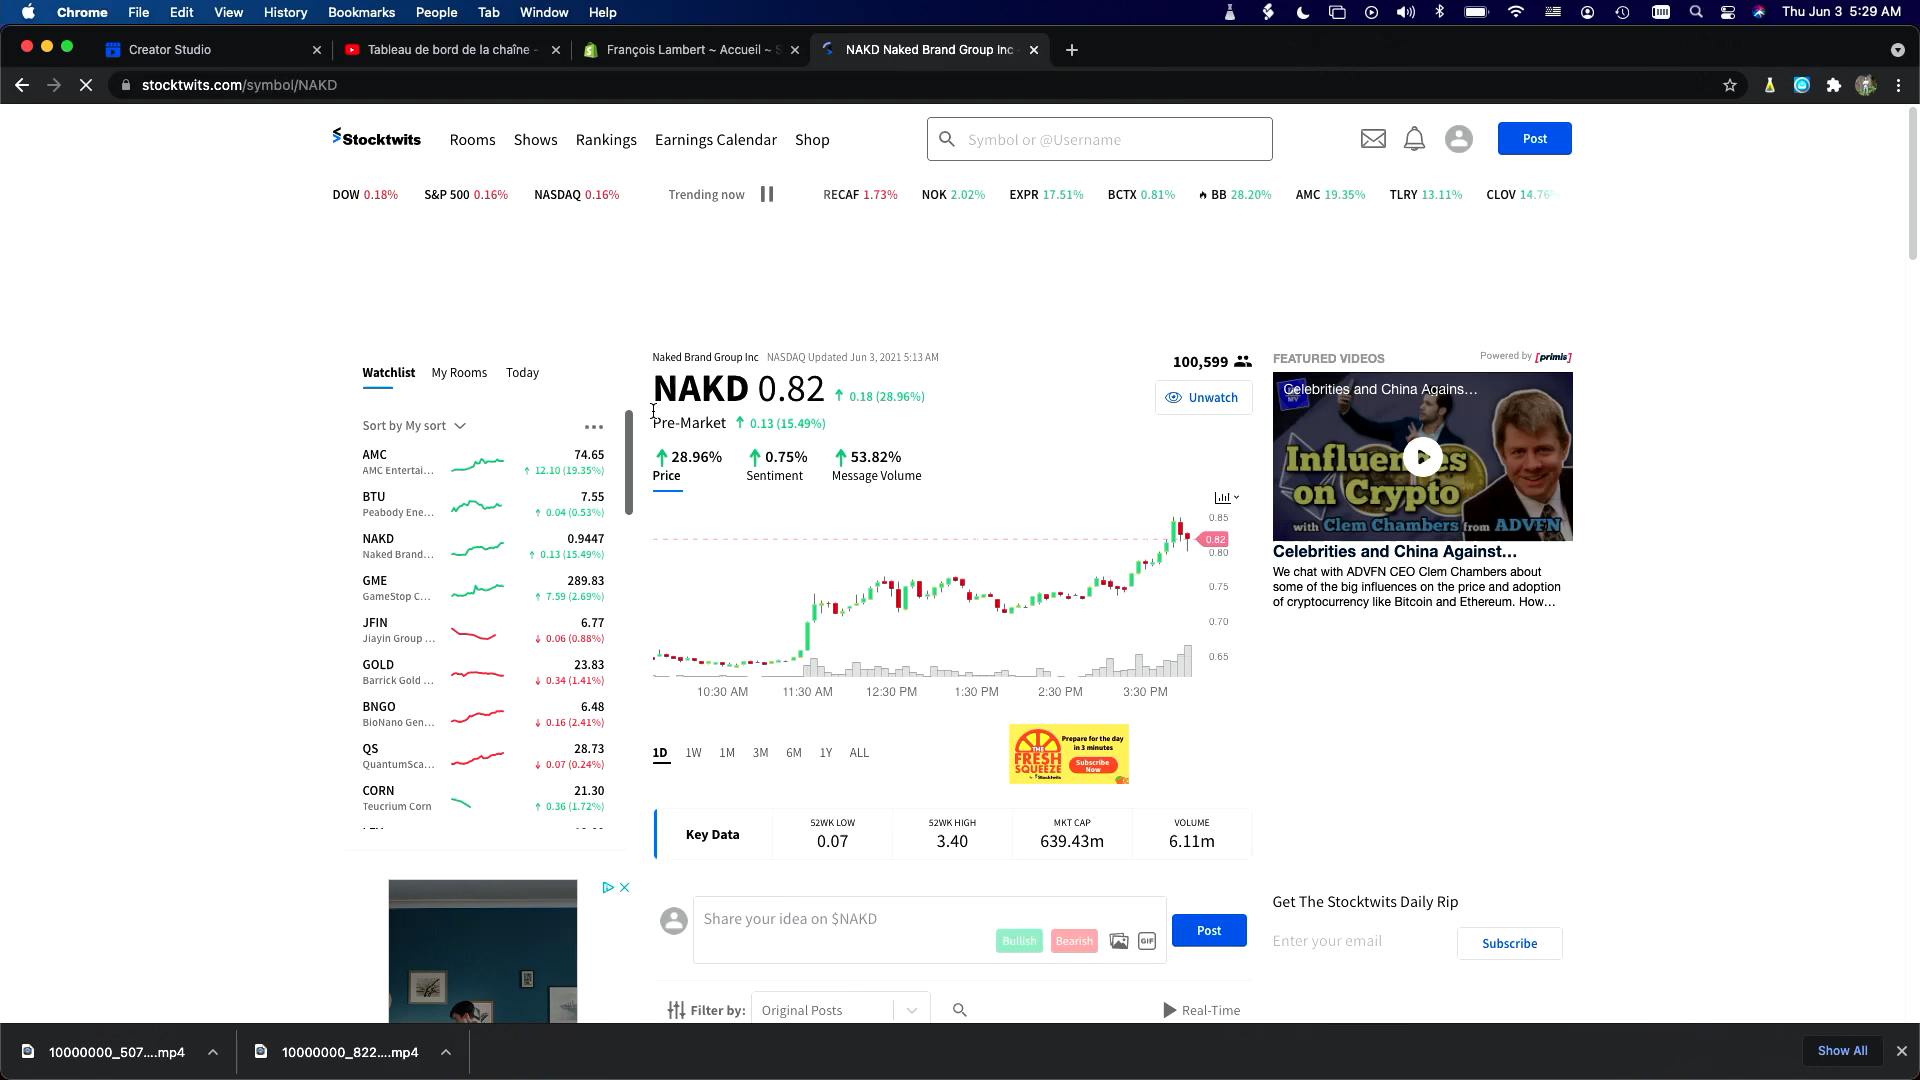 Chrome File Edit View History Bookmarks People Tab Window Help Thu Jun 3 5:29 AM
Creator Studio Tableau de bord de la chaîne - François Lambert ~ Accueil ~ S NAKD Naked Brand Group Inc
stocktwits.com/symbol/NAKD
Stocktwits Rooms Shows Rankings Earnings Calendar Shop Symbol or @Username Post
DOW 0.18% S&P 500 0.16% NASDAQ 0.16% Trending now RECAF 1.73% NOK 2.02% EXPR 17.51% BCTX 0.81% BB 28.20% AMC 19.35% TLRY 13.11% CLOV 14.76%
Watchlist My Rooms Today
Sort by My sort
AMC 74.65
AMC Entertai... ↑ 12.10 (19.35%)
BTU 7.55
Peabody Ene... ↑ 0.04 (0.53%)
NAKD 0.9447
Naked Brand... ↑ 0.13 (15.49%)
GME 289.83
GameStop C... ↑ 7.59 (2.69%)
JFIN 6.77
Jiayin Group ... ↓ 0.06 (0.88%)
GOLD 23.83
Barrick Gold ... ↓ 0.34 (1.41%)
BNGO 6.48
BioNano Gen... ↓ 0.16 (2.41%)
QS 28.73
QuantumSca... ↓ 0.07 (0.24%)
CORN 21.30
Teucrium Corn ↑ 0.36 (1.72%)
Naked Brand Group Inc NASDAQ Updated Jun 3, 2021 5:13 AM
100,599
NAKD 0.82 ↑ 0.18 (28.96%)
Unwatch
Pre-Market ↑ 0.13 (15.49%)
↑ 28.96% ↑ 0.75% ↑ 53.82%
Price Sentiment Message Volume
0.85
0.82
0.80
0.75
0.70
0.65
10:30 AM 11:30 AM 12:30 PM 1:30 PM 2:30 PM 3:30 PM
1D 1W 1M 3M 6M 1Y ALL
THE FRESH SQUEEZE
by Stocktwits
Prepare for the day
in 3 minutes
Subscribe
Now
Key Data
52WK LOW 52WK HIGH MKT CAP VOLUME
0.07 3.40 639.43m 6.11m
Share your idea on $NAKD
Bullish Bearish GIF Post
Filter by: Original Posts Real-Time
FEATURED VIDEOS Powered by [primis]
Celebrities and China Agains...
Influences
on Crypto
with Clem Chambers from ADVFN
Celebrities and China Against...
We chat with ADVFN CEO Clem Chambers about
some of the big influences on the price and adoption
of cryptocurrency like Bitcoin and Ethereum. How...
Get The Stocktwits Daily Rip
Enter your email Subscribe
10000000_507....mp4 10000000_822....mp4 Show All